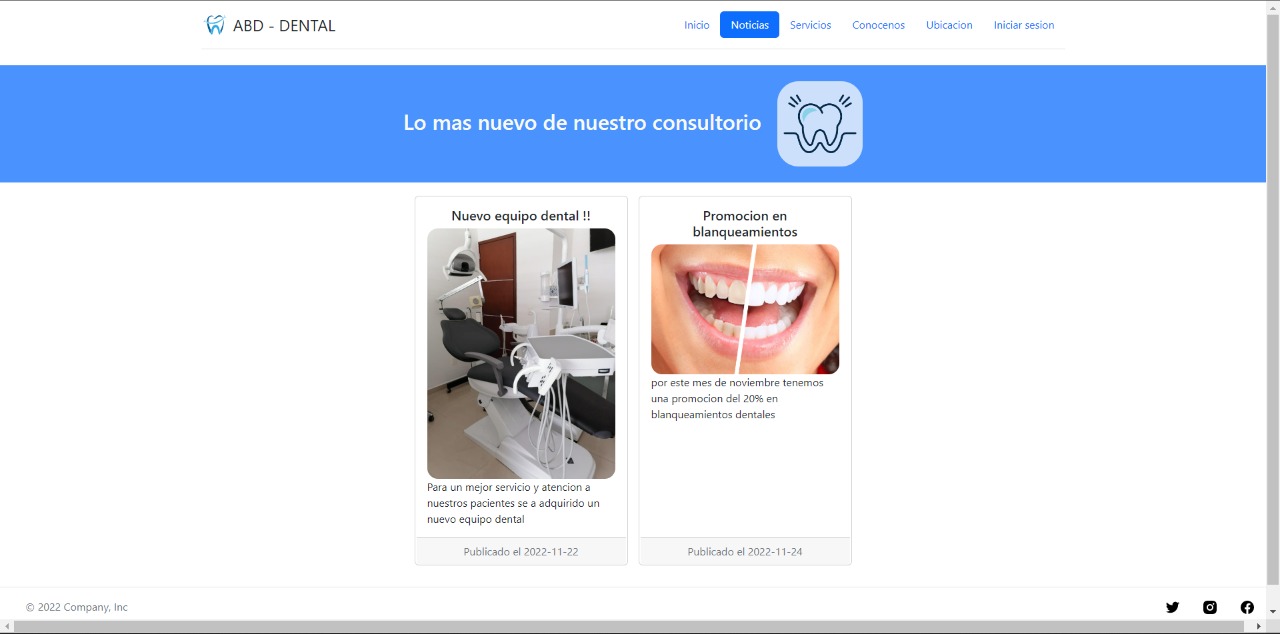 ABD - DENTAL
Inicio
Noticias
Servicios
Conocenos
Ubicacion
Iniciar sesion
Lo mas nuevo de nuestro consultorio
Nuevo equipo dental !!
Para un mejor servicio y atencion a
nuestros pacientes se a adquirido un
nuevo equipo dental
Publicado el 2022-11-22
Promocion en
blanqueamientos
por este mes de noviembre tenemos
una promocion del 20% en
blanqueamientos dentales
Publicado el 2022-11-24
© 2022 Company, Inc